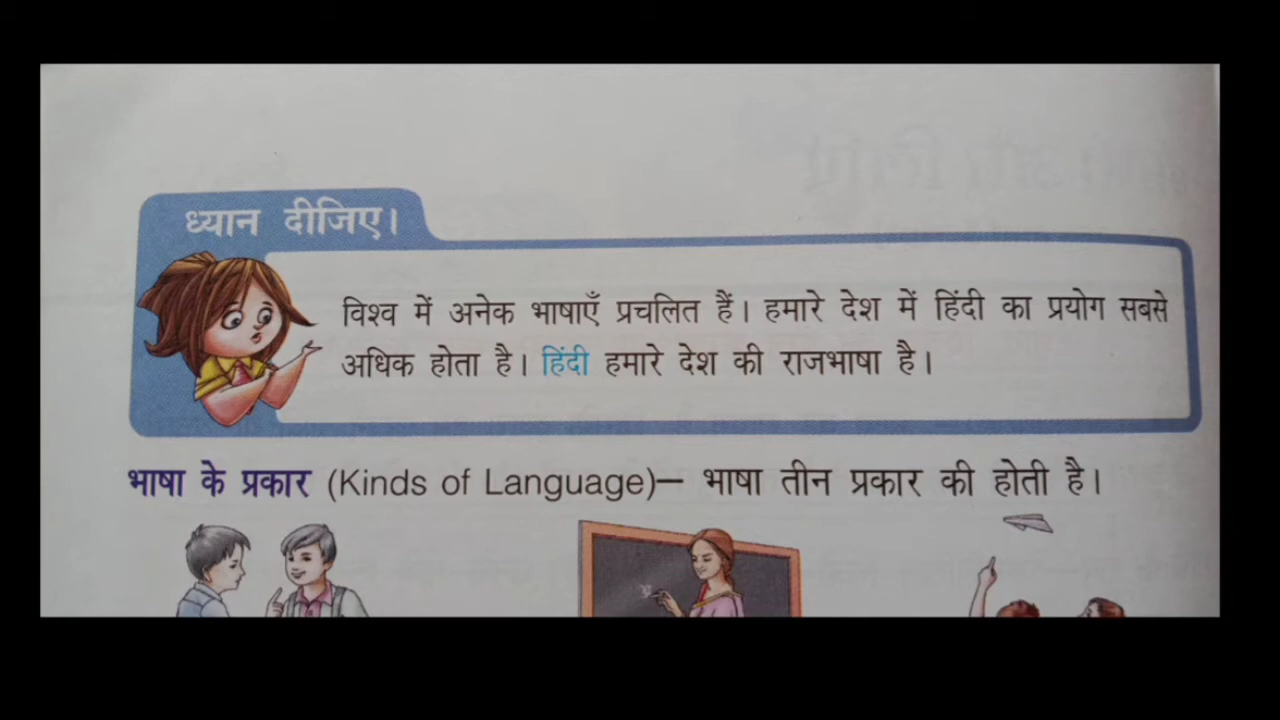 ध्यान दीजिए।
विश्व में अनेक भाषाएँ प्रचलित हैं। हमारे देश में हिंदी का प्रयोग सबसे
अधिक होता है। हिंदी हमारे देश की राजभाषा है।
भाषा के प्रकार (Kinds of Language)— भाषा तीन प्रकार की होती है।